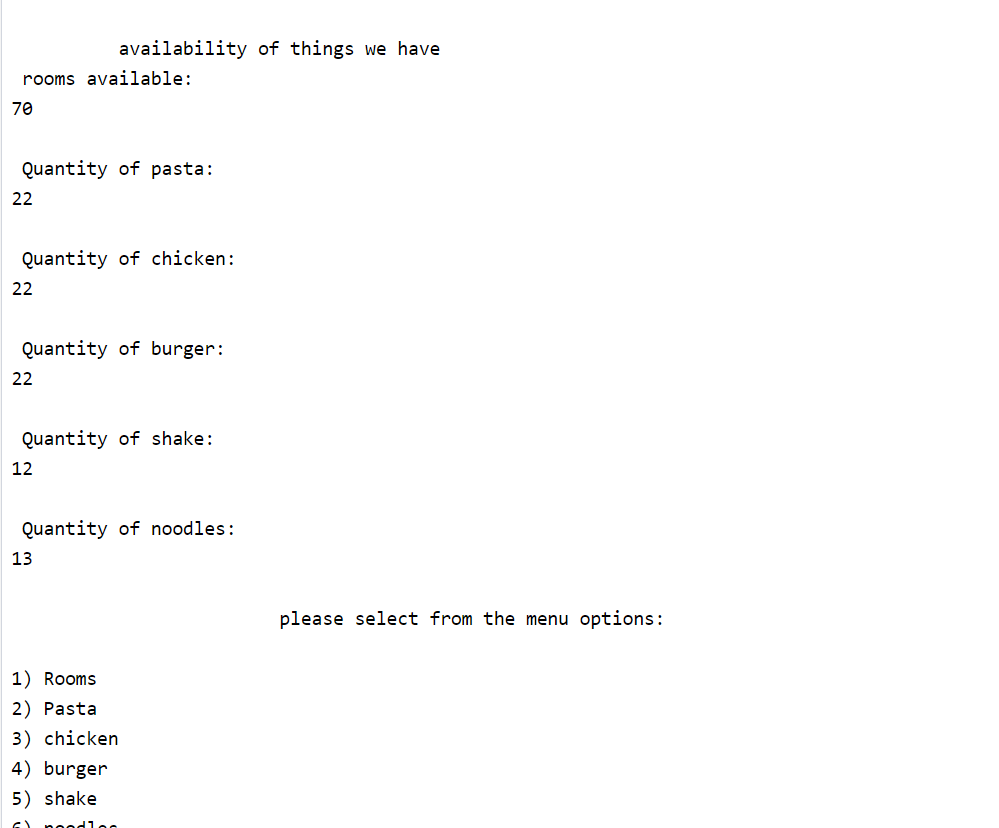 availability of things we have
rooms available:
70
Quantity of pasta:
22
Quantity of chicken:
22
Quantity of burger:
22
Quantity of shake:
12
Quantity of noodles:
13
please select from the menu options:
1) Rooms
2) Pasta
3) chicken
4) burger
5) shake
6) noodles